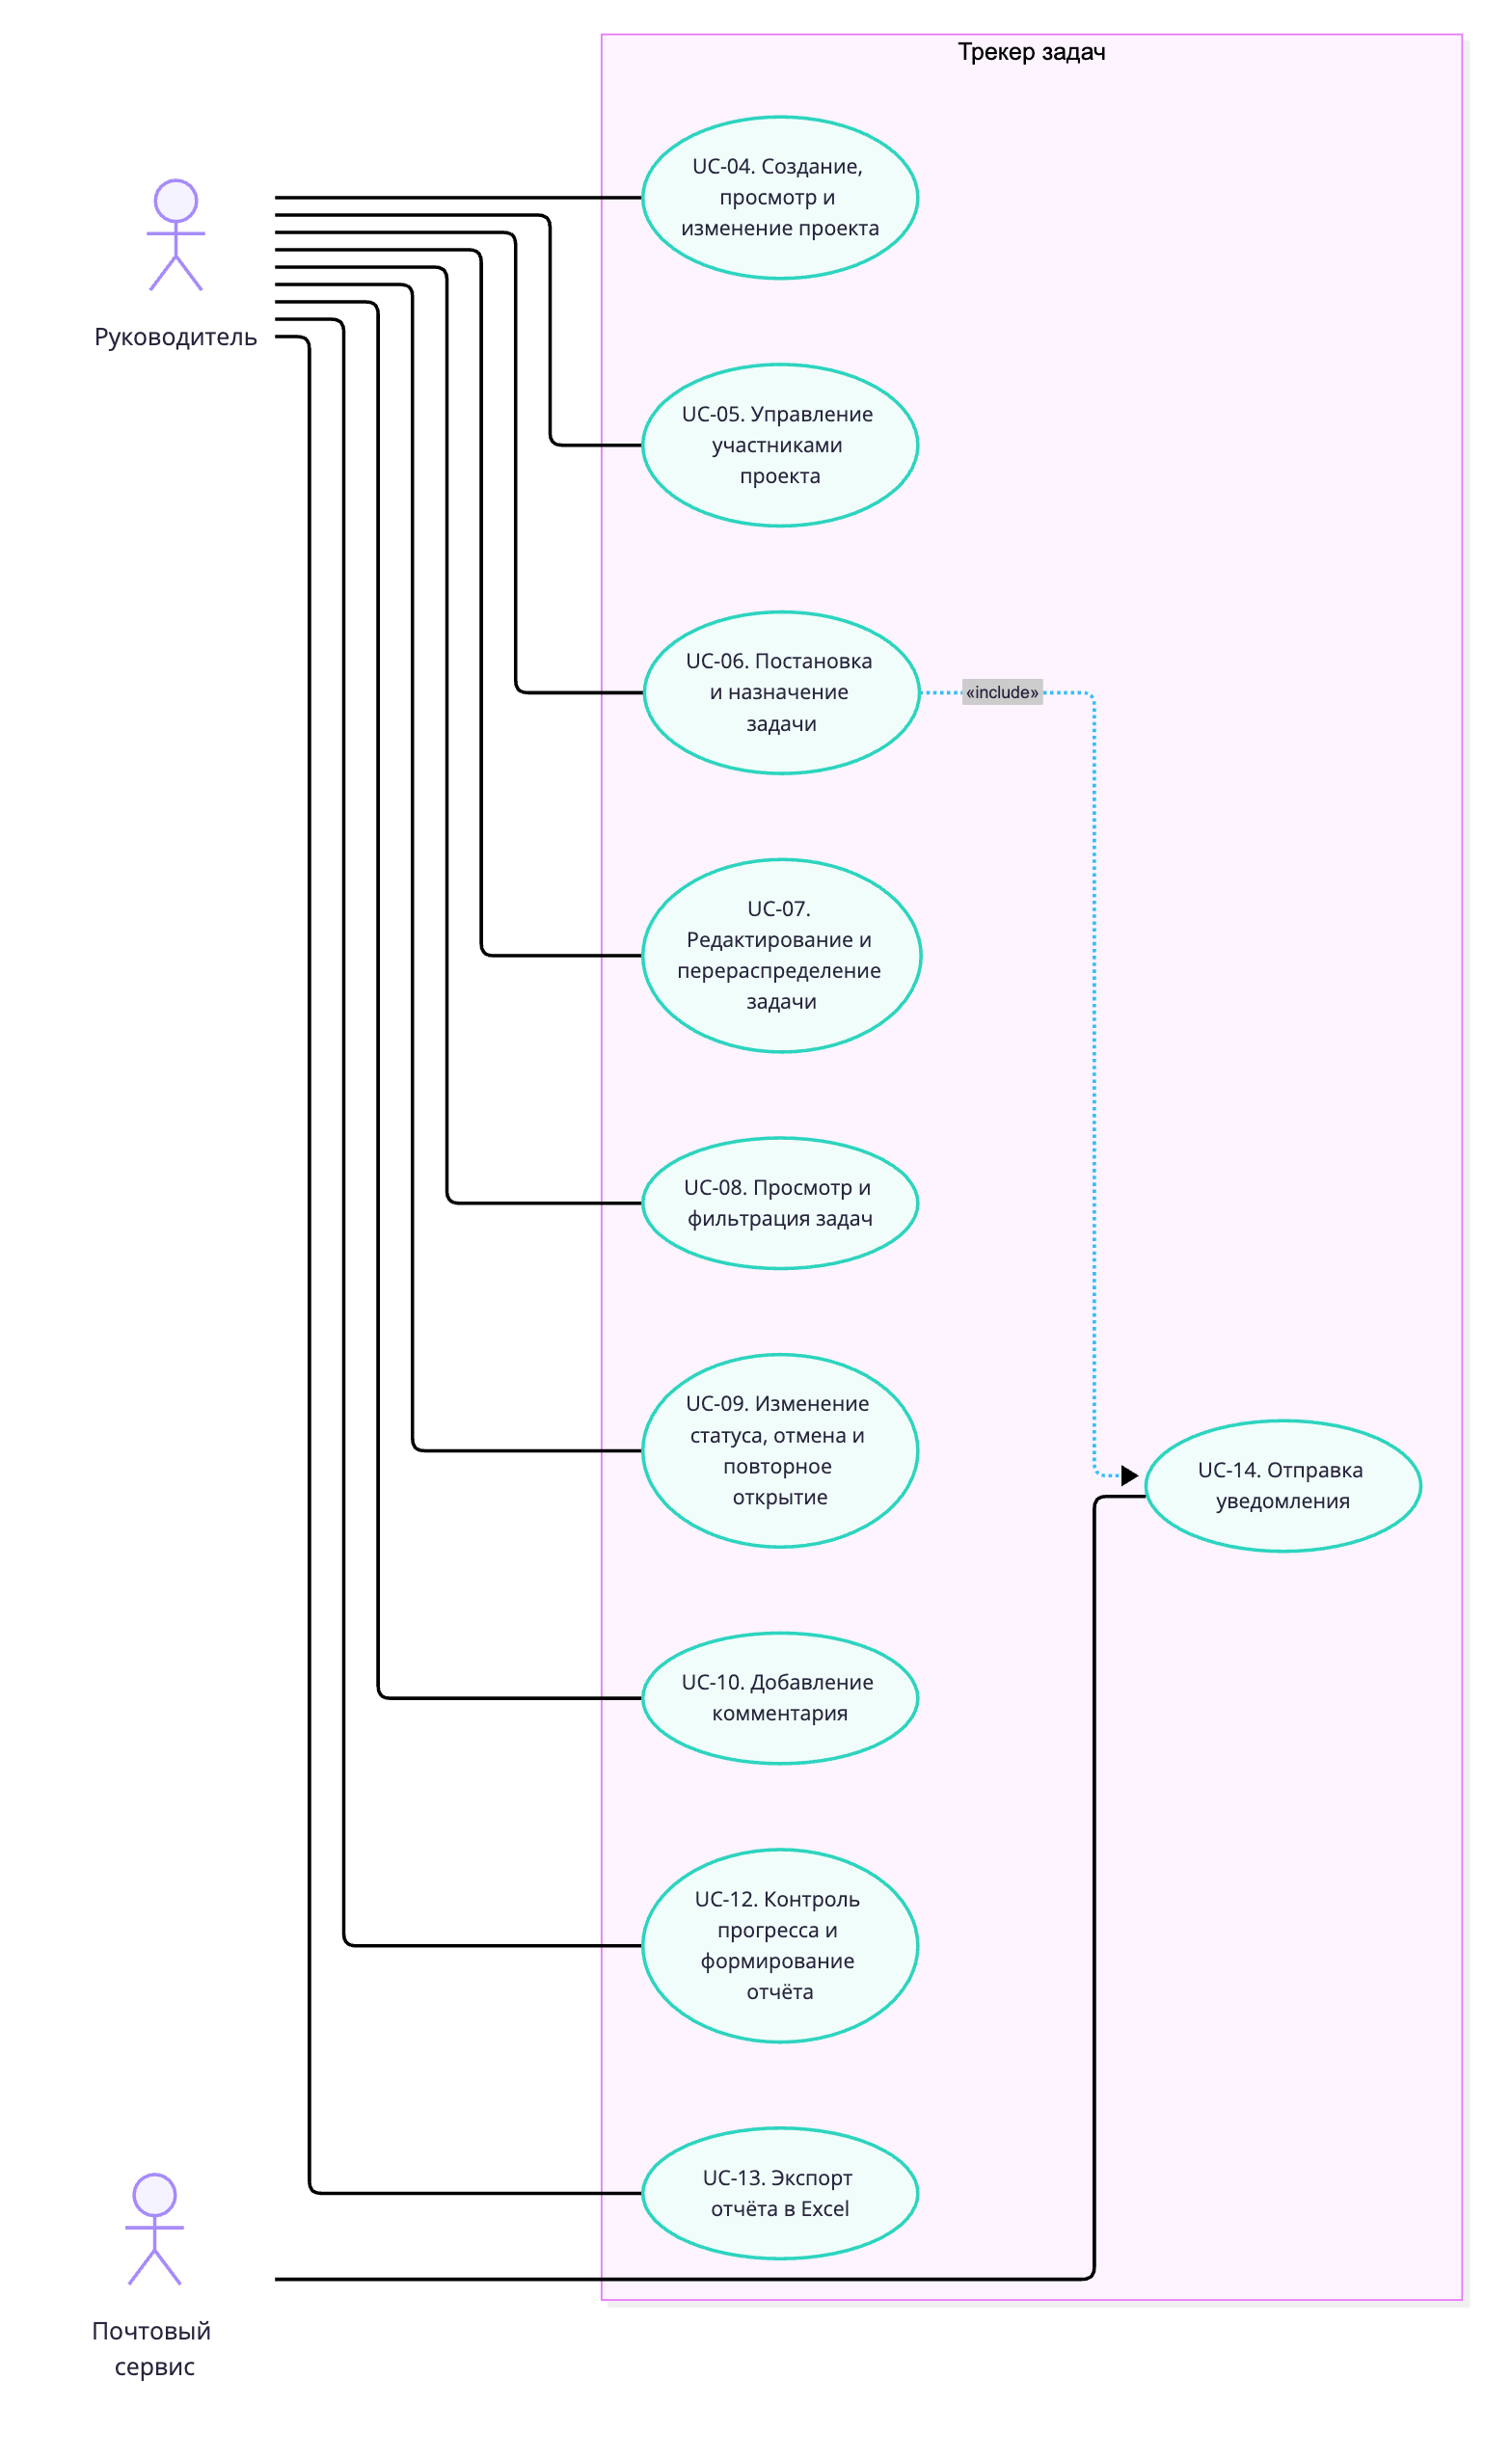 Трекер задач
UC-04. Создание,
просмотр и
изменение проекта
Руководитель
UC-05. Управление
участниками
проекта
UC-06. Постановка
и назначение
задачи
«include»
UC-07.
Редактирование и
перераспределение
задачи
UC-08. Просмотр и
фильтрация задач
UC-09. Изменение
статуса, отмена и
повторное
открытие
UC-14. Отправка
уведомления
UC-10. Добавление
комментария
UC-12. Контроль
прогресса и
формирование
отчёта
UC-13. Экспорт
отчёта в Excel
Почтовый
сервис